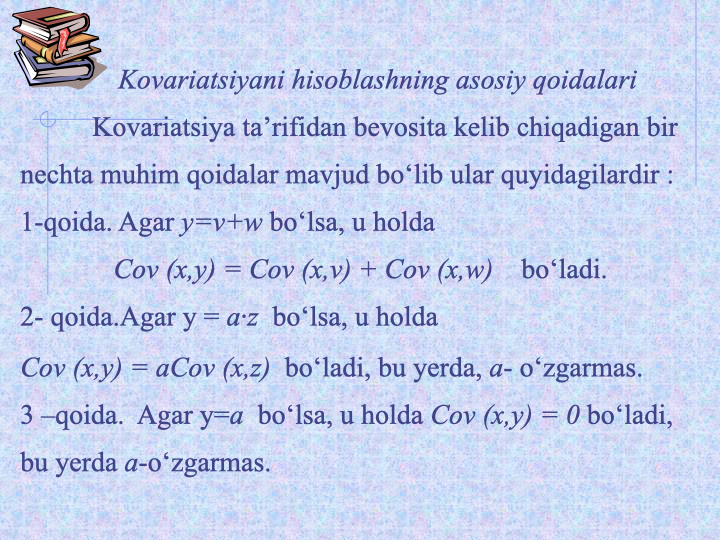 Kovariatsiyani hisoblashning asosiy qoidalari
Kovariatsiya ta’rifidan bevosita kelib chiqadigan bir
nechta muhim qoidalar mavjud bo‘lib ular quyidagilardir :
1-qoida. Agar y=v+w bo‘lsa, u holda
Cov (x,y) = Cov (x,v) + Cov (x,w) bo‘ladi.
2- qoida.Agar y = a·z bo‘lsa, u holda
Cov (x,y) = aCov (x,z) bo‘ladi, bu yerda, a- o‘zgarmas.
3 –qoida. Agar y=a bo‘lsa, u holda Cov (x,y) = 0 bo‘ladi,
bu yerda a-o‘zgarmas.